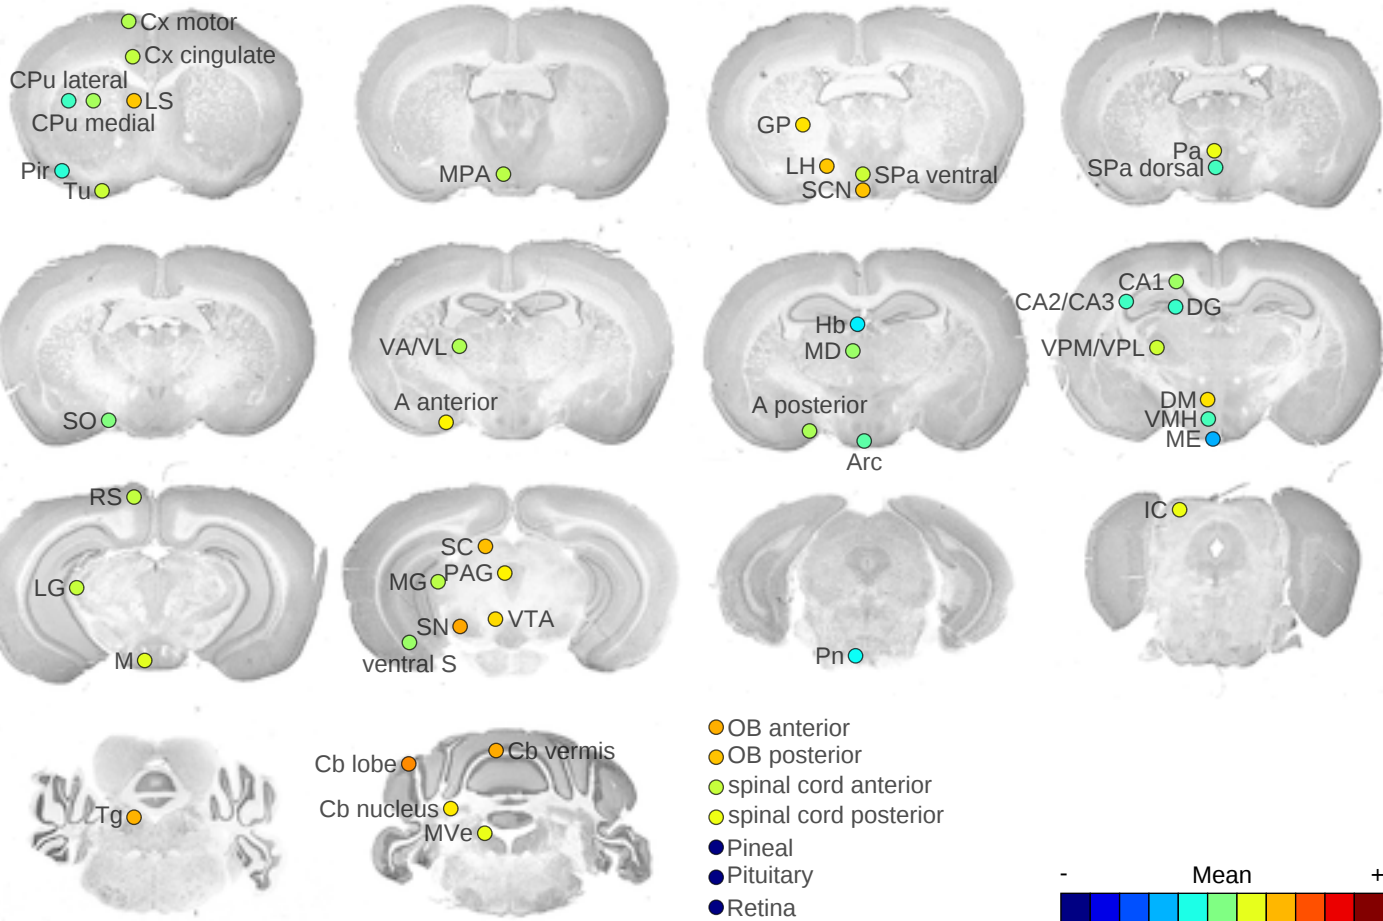 Cx motor
Cx cingulate
CPu lateral
LS
CPu medial
Pir
Tu
MPA
GP
LH
SPa ventral
SCN
Pa
SPa dorsal
SO
VA/VL
A anterior
Hb
MD
A posterior
Arc
CA1
CA2/CA3
DG
VPM/VPL
DM
VMH
ME
RS
LG
M
SC
PAG
MG
VTA
SN
ventral S
Pn
IC
Tg
Cb vermis
Cb lobe
Cb nucleus
MVe
OB anterior
OB posterior
spinal cord anterior
spinal cord posterior
Pineal
Pituitary
Retina
- Mean +